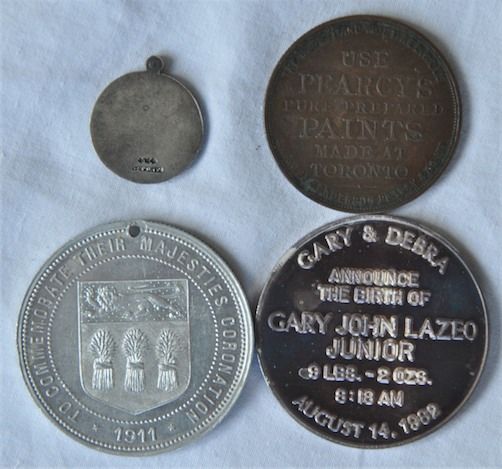 USE
PEARCY'S
PURE PREPARED
PAINTS
MADE AT
TORONTO
TO COMMEMORATE THEIR MAJESTIES CORONATION
* 1911 *
GARY & DEBRA
ANNOUNCE
THE BIRTH OF
GARY JOHN LAZEO
JUNIOR
9 LBS. - 2 OZS.
8:18 AM
AUGUST 14, 1982